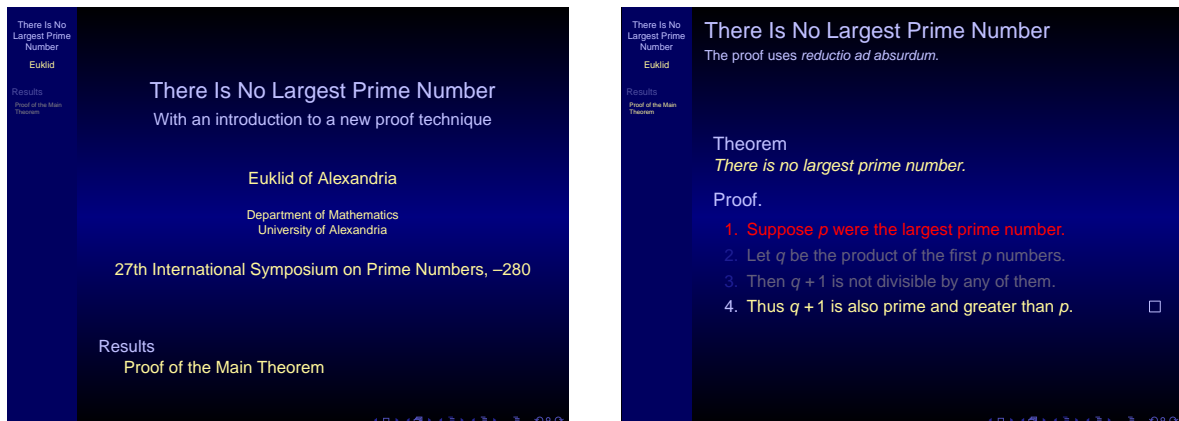 There Is No
Largest Prime
Number
Euklid
Results
Proof of the Main
Theorem
There Is No Largest Prime Number
With an introduction to a new proof technique
Euklid of Alexandria
Department of Mathematics
University of Alexandria
27th International Symposium on Prime Numbers, –280
Results
Proof of the Main Theorem
There Is No
Largest Prime
Number
Euklid
Results
Proof of the Main
Theorem
There Is No Largest Prime Number
The proof uses reductio ad absurdum.
Theorem
There is no largest prime number.
Proof.
1. Suppose p were the largest prime number.
2. Let q be the product of the first p numbers.
3. Then q + 1 is not divisible by any of them.
4. Thus q + 1 is also prime and greater than p. □